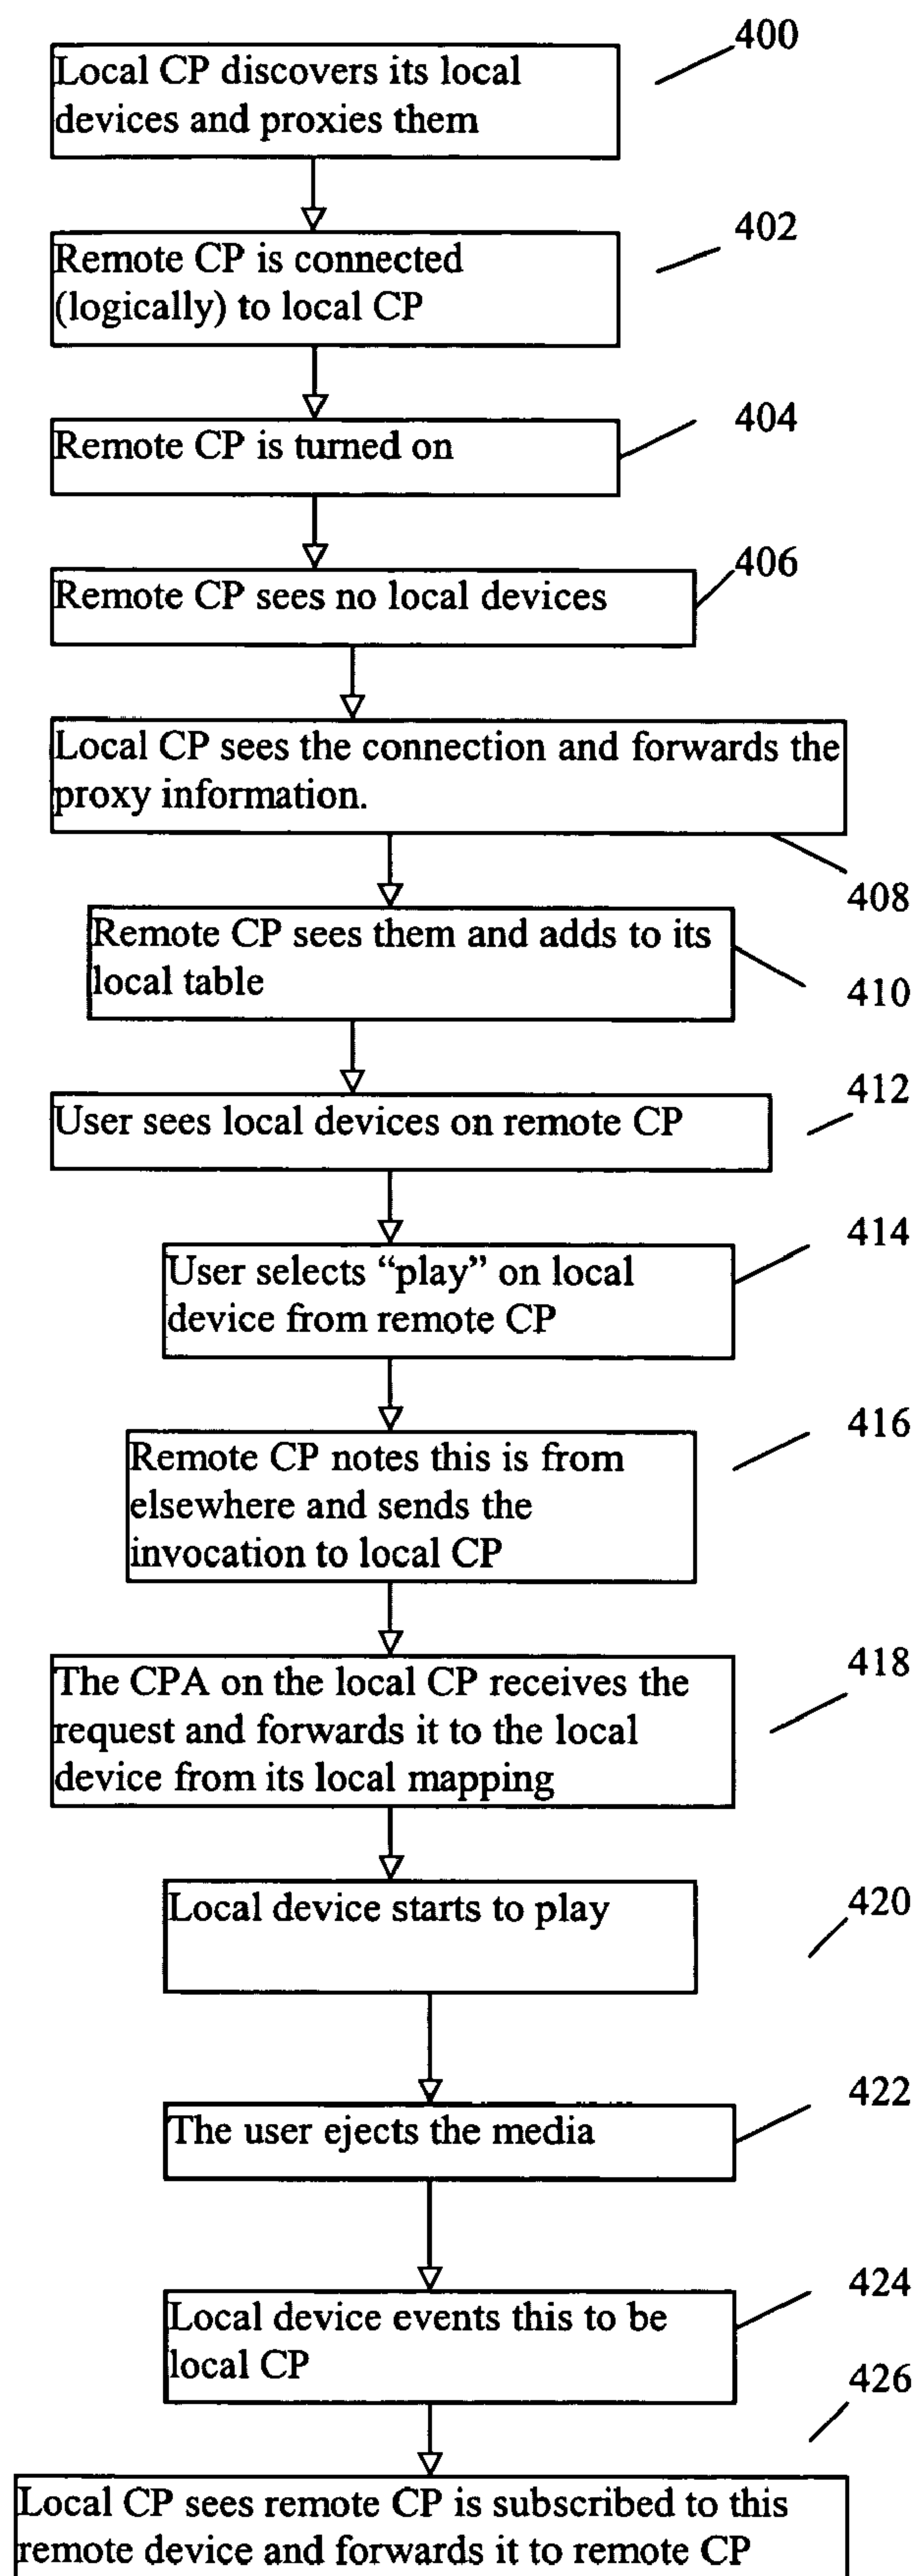 400
Local CP discovers its local
devices and proxies them
402
Remote CP is connected
(logically) to local CP
404
Remote CP is turned on
406
Remote CP sees no local devices
Local CP sees the connection and forwards the
proxy information.
408
Remote CP sees them and adds to its
local table
410
412
User sees local devices on remote CP
414
User selects “play” on local
device from remote CP
416
Remote CP notes this is from
elsewhere and sends the
invocation to local CP
418
The CPA on the local CP receives the
request and forwards it to the local
device from its local mapping
420
Local device starts to play
422
The user ejects the media
424
Local device events this to be
local CP
426
Local CP sees remote CP is subscribed to this
remote device and forwards it to remote CP